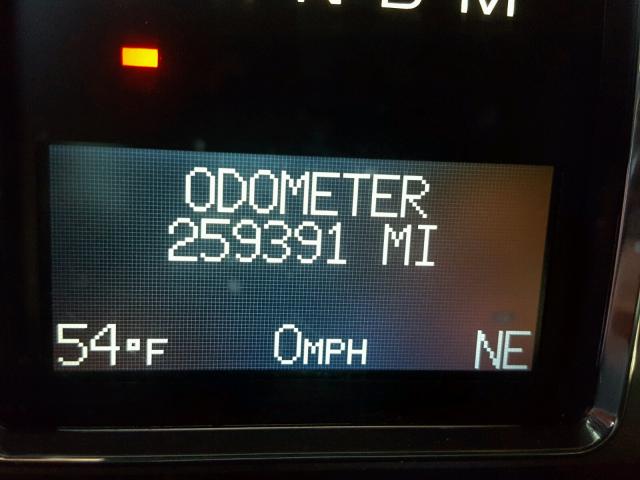 N D M
ODOMETER
259391 MI
54°F 0MPH NE